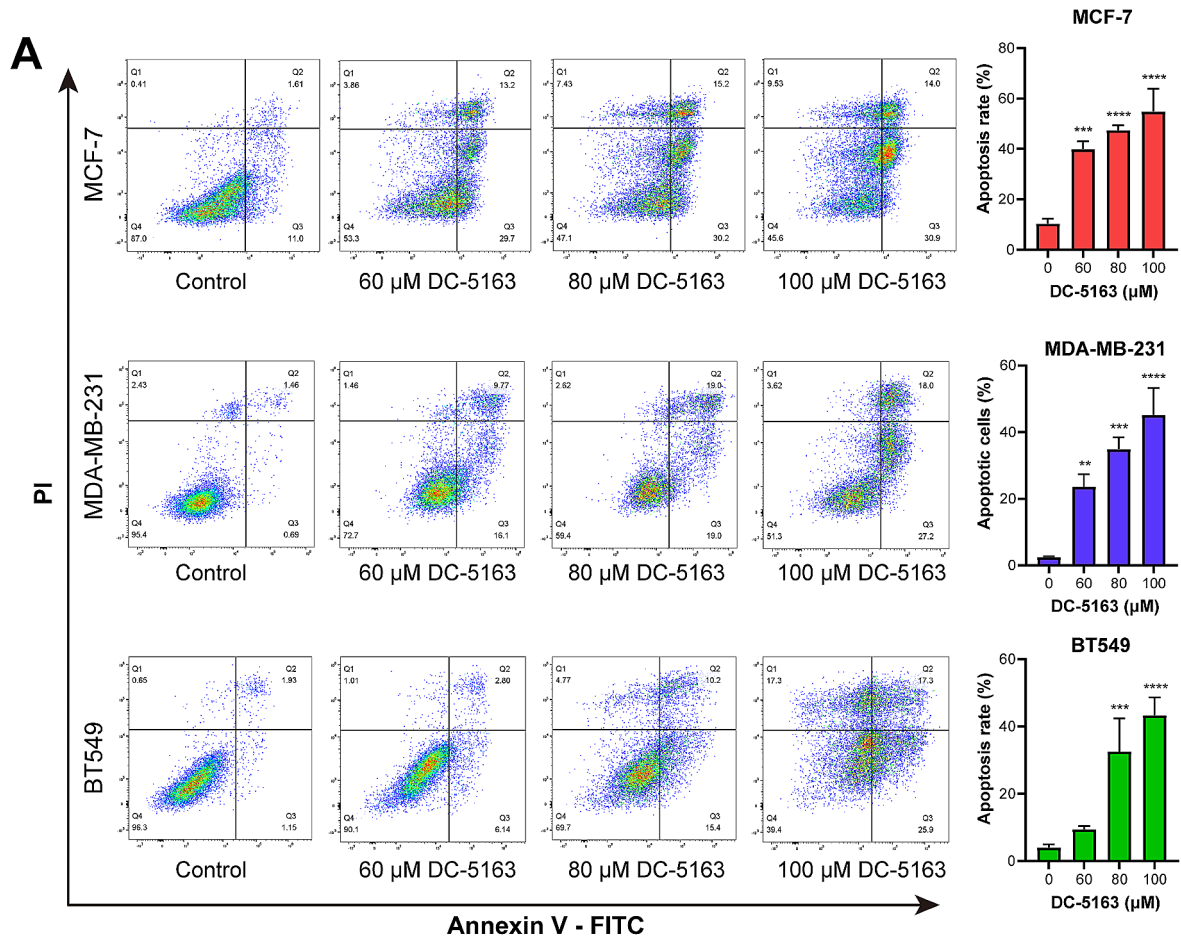 A
MCF-7
Q1
0.41
Q2
1.61
Q4
87.0
Q3
11.0
Control
Q1
3.86
Q2
13.2
Q4
53.3
Q3
29.7
60 μM DC-5163
Q1
7.43
Q2
15.2
Q4
47.1
Q3
30.2
80 μM DC-5163
Q1
9.53
Q2
14.0
Q4
45.6
Q3
30.9
100 μM DC-5163
MCF-7
Apoptosis rate (%)
80
60
40
20
0
***
****
****
0 60 80 100
DC-5163 (μM)
PI
MDA-MB-231
Q1
2.43
Q2
1.46
Q4
95.4
Q3
0.69
Control
Q1
1.46
Q2
9.77
Q4
72.7
Q3
16.1
60 μM DC-5163
Q1
2.62
Q2
19.0
Q4
59.4
Q3
19.0
80 μM DC-5163
Q1
3.62
Q2
18.0
Q4
51.3
Q3
27.2
100 μM DC-5163
MDA-MB-231
Apoptotic cells (%)
60
40
20
0
**
***
****
0 60 80 100
DC-5163 (μM)
BT549
Q1
0.65
Q2
1.93
Q4
96.3
Q3
1.15
Control
Q1
1.01
Q2
2.80
Q4
90.1
Q3
6.14
60 μM DC-5163
Q1
4.77
Q2
10.2
Q4
69.7
Q3
15.4
80 μM DC-5163
Q1
17.3
Q2
17.3
Q4
39.4
Q3
25.9
100 μM DC-5163
BT549
Apoptosis rate (%)
60
40
20
0
***
****
0 60 80 100
DC-5163 (μM)
Annexin V - FITC